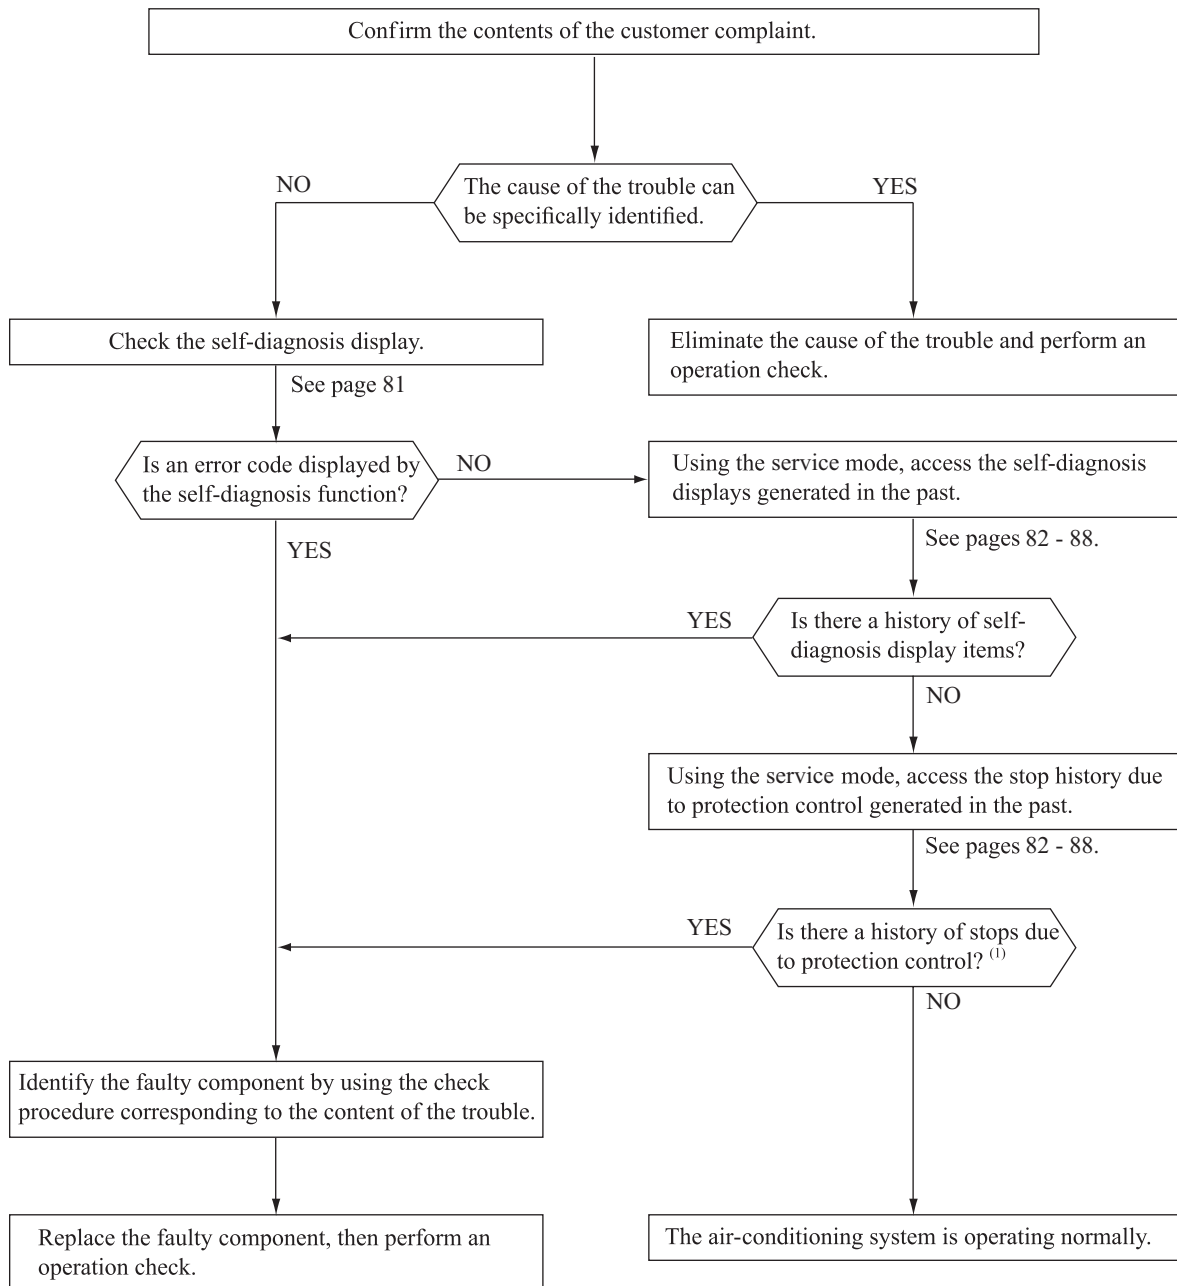 Confirm the contents of the customer complaint.
NO
The cause of the trouble can
be specifically identified.
YES
Check the self-diagnosis display.
See page 81
Eliminate the cause of the trouble and perform an
operation check.
Is an error code displayed by
the self-diagnosis function?
NO
YES
Using the service mode, access the self-diagnosis
displays generated in the past.
See pages 82 - 88.
YES
Is there a history of self-
diagnosis display items?
NO
Using the service mode, access the stop history due
to protection control generated in the past.
See pages 82 - 88.
YES
Is there a history of stops due
to protection control? (1)
NO
Identify the faulty component by using the check
procedure corresponding to the content of the trouble.
Replace the faulty component, then perform an
operation check.
The air-conditioning system is operating normally.